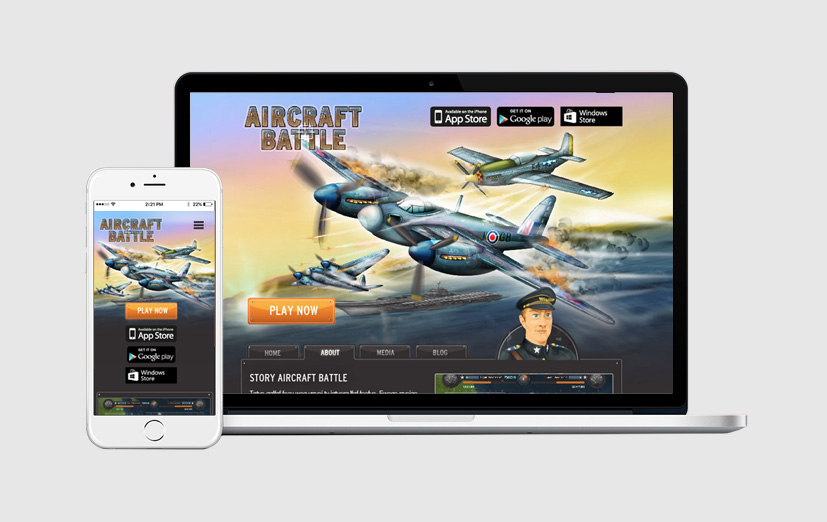 AIRCRAFT
BATTLE
Available on the iPhone
App Store
GET IT ON
Google play
Windows
Store
PLAY NOW
HOME
ABOUT
MEDIA
BLOG
STORY AIRCRAFT BATTLE
2:21 PM
22%
AIRCRAFT
BATTLE
PLAY NOW
Available on the iPhone
App Store
GET IT ON
Google play
Windows
Store